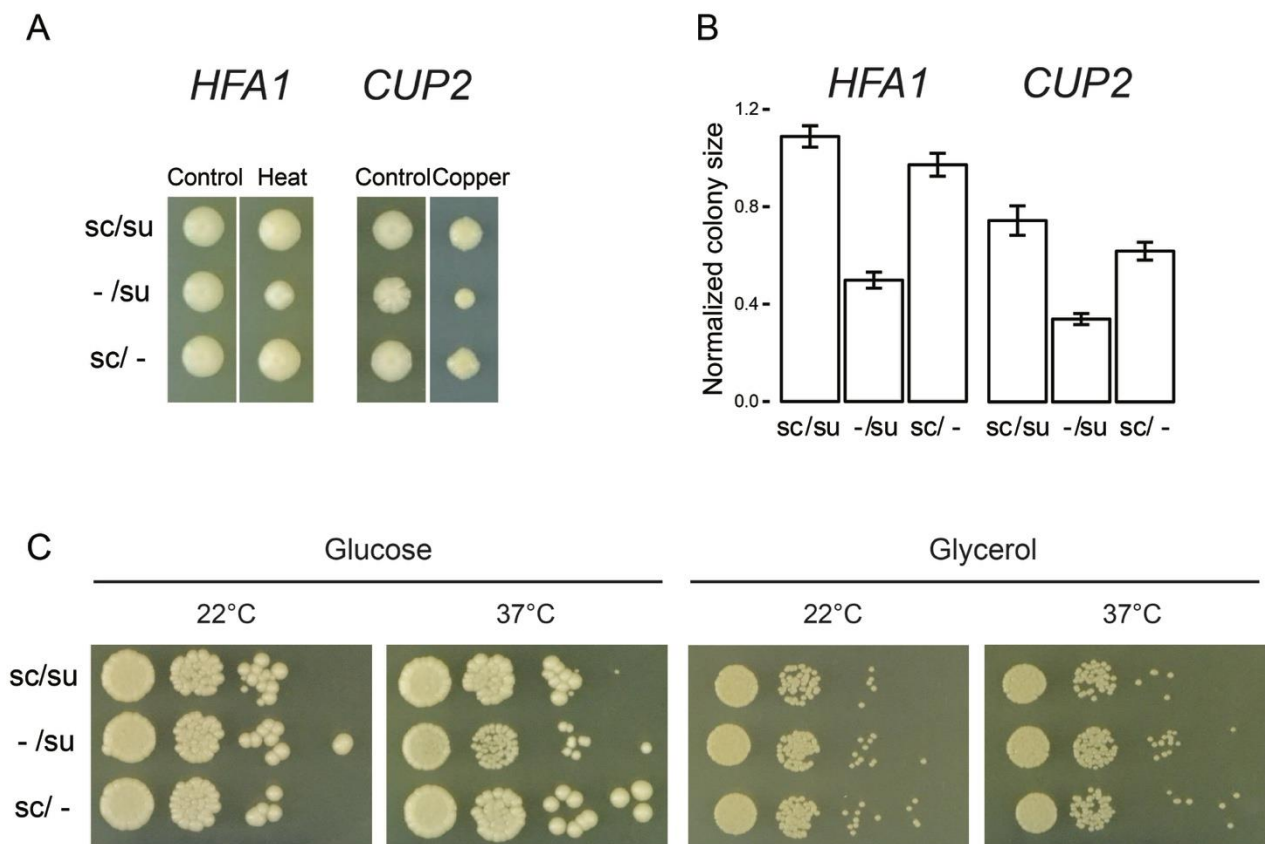 A
HFA1 CUP2
Control Heat Control Copper
sc/su
- /su
sc/ -
B
HFA1 CUP2
Normalized colony size
1.2
0.8
0.4
0.0
sc/su -/su sc/ - sc/su -/su sc/ -
C
Glucose Glycerol
22°C 37°C 22°C 37°C
sc/su
- /su
sc/ -